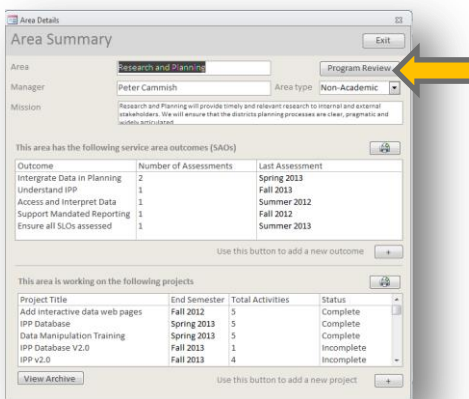 Area Details
Area Summary
Exit
Area Research and Planning Program Review
Manager Peter Cammish Area type Non-Academic
Mission Research and Planning will provide timely and relevant research to internal and external
stakeholders. We will ensure that the districts planning processes are clear, pragmatic and
widely articulated
This area has the following service area outcomes (SAOs)
Outcome Number of Assessments Last Assessment
Intergrate Data in Planning 2 Spring 2013
Understand IPP 1 Fall 2013
Access and Interpret Data 1 Summer 2012
Support Mandated Reporting 1 Fall 2012
Ensure all SLOs assessed 1 Summer 2013
Use this button to add a new outcome +
This area is working on the following projects
Project Title End Semester Total Activities Status
Add interactive data web pages Fall 2012 5 Complete
IPP Database Spring 2013 5 Complete
Data Manipulation Training Spring 2013 5 Complete
IPP Database V2.0 Fall 2013 1 Incomplete
IPP v2.0 Fall 2013 4 Incomplete
View Archive Use this button to add a new project +